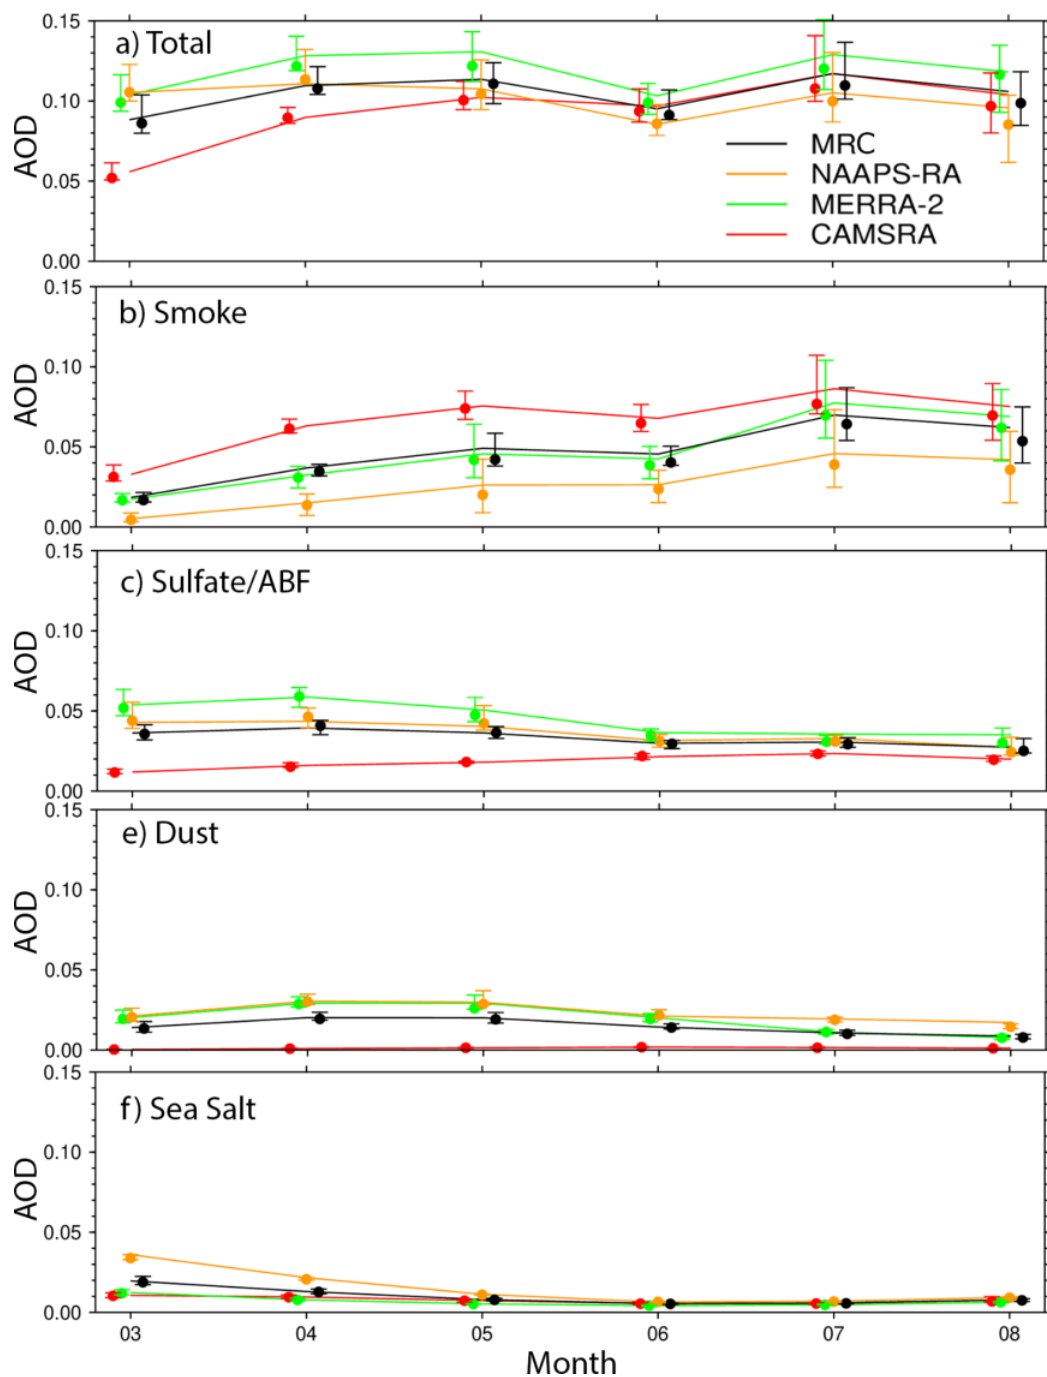 0.15
a) Total
0.10
AOD
MRC
NAAPS-RA
0.05
MERRA-2
CAMSRA
0.00
0.15
b) Smoke
0.10
AOD
0.05
0.00
0.15
c) Sulfate/ABF
0.10
AOD
0.05
0.00
0.15
e) Dust
0.10
AOD
0.05
0.00
0.15
f) Sea Salt
0.10
AOD
0.05
0.00
03 04 05 06 07 08
Month